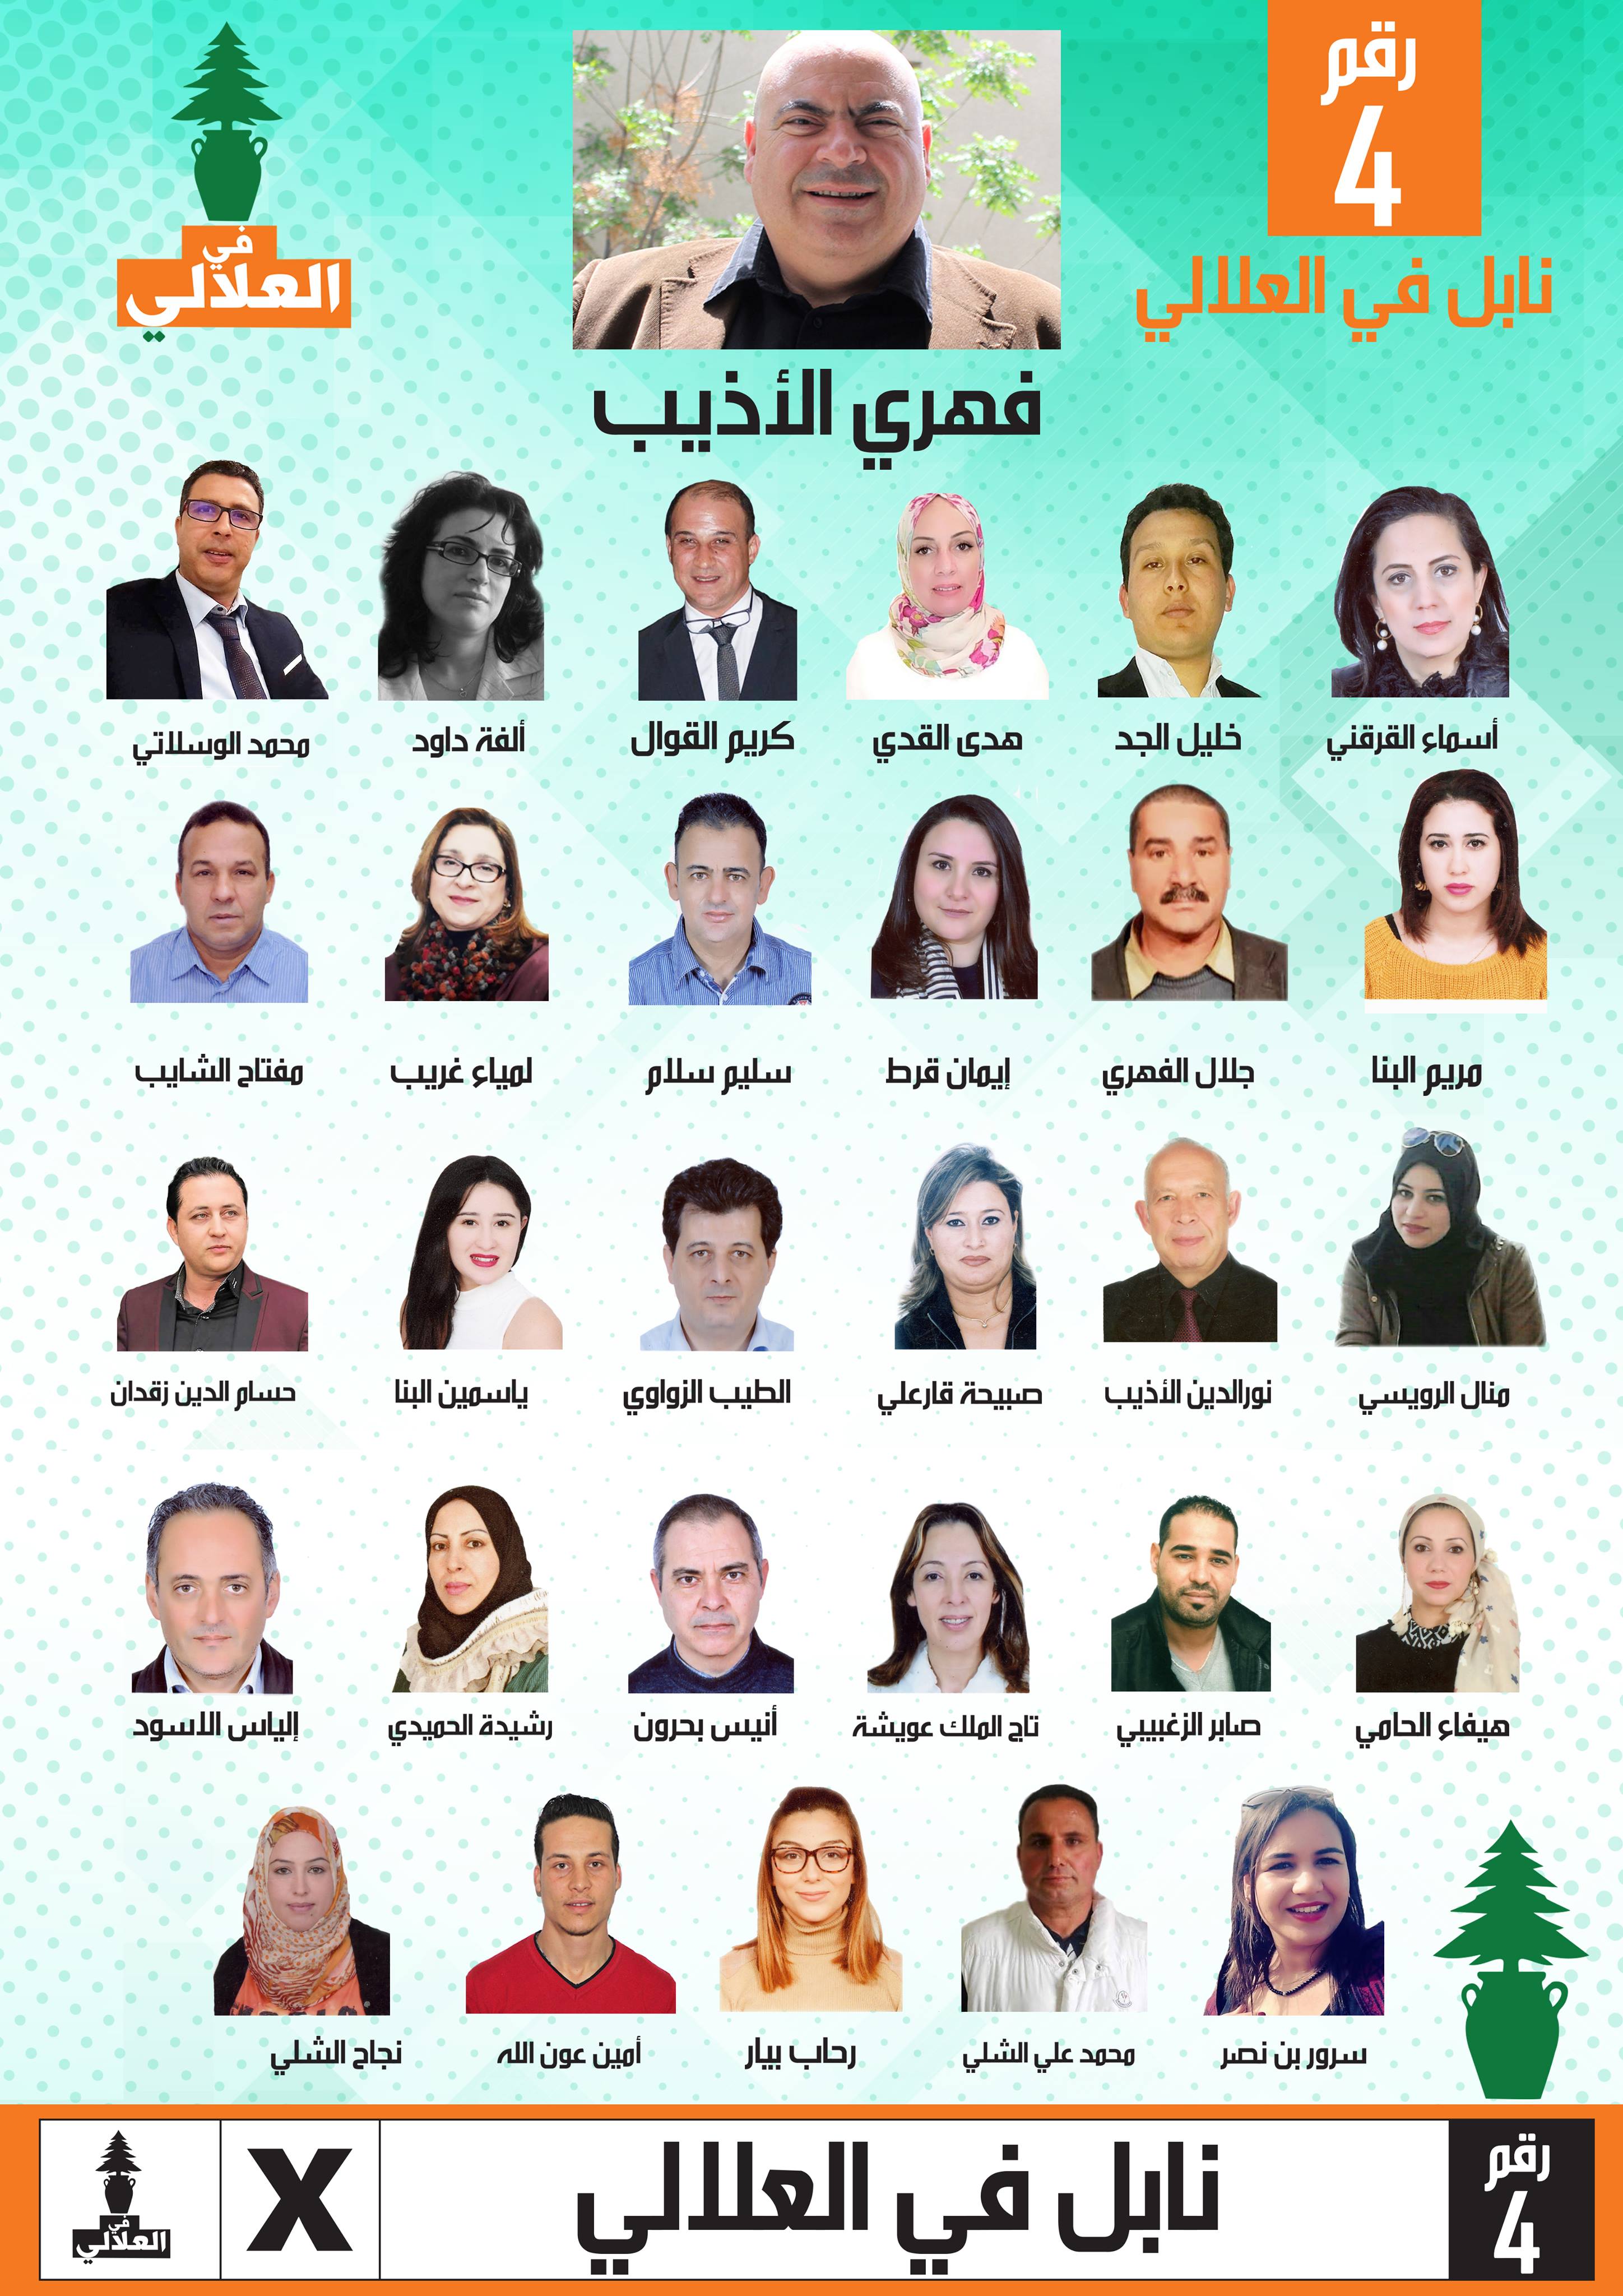 رقم
4
في
العلالي
نابل في العلالي
فهري الأذيب
أسماء القرقني
خليل الجد
هدى القدي
كريم القوال
ألفة داود
محمد الوسلاتي
مريم البنا
جلال الفهري
إيمان قرط
سليم سلام
لمياء غريب
مفتاح الشايب
منال الرويسي
نورالدين الأذيب
صبيحة قارعلي
الطيب الزواوي
ياسمين البنا
حسام الدين زقدان
هيفاء الحامي
صابر الزغبيبي
تاج الملك عويشة
أنيس بحرون
رشيدة الحميدي
إلياس الاسود
سرور بن نصر
محمد علي الشلي
رحاب بيار
أمين عون الله
نجاح الشلي
رقم
4
نابل في العلالي
X
في
العلالي